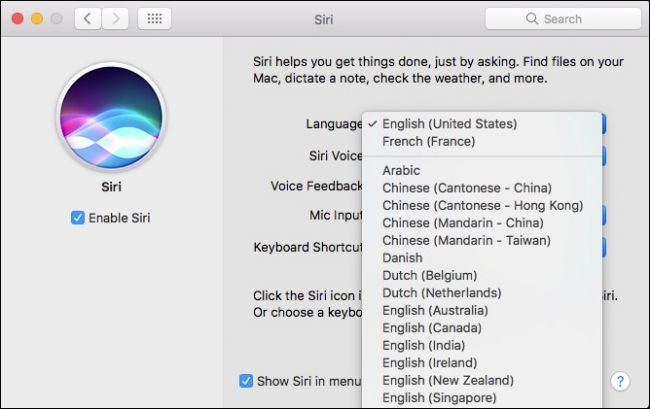 Siri
Search
Siri helps you get things done, just by asking. Find files on your
Mac, dictate a note, check the weather, and more.
Siri
Enable Siri
Language
✓ English (United States)
French (France)
Siri Voice
Voice Feedback
Arabic
Chinese (Cantonese - China)
Chinese (Cantonese - Hong Kong)
Mic Input
Chinese (Mandarin - China)
Chinese (Mandarin - Taiwan)
Keyboard Shortcut
Danish
Dutch (Belgium)
Dutch (Netherlands)
Click the Siri icon
Siri.
English (Australia)
Or choose a
English (Canada)
English (India)
English (Ireland)
Show Siri in menu
English (New Zealand)
?
English (Singapore)